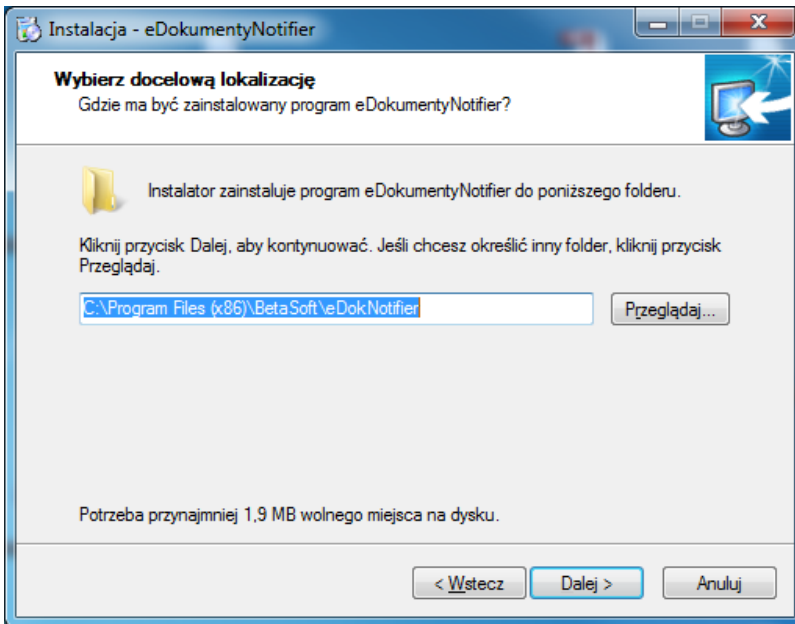 Instalacja - eDokumentyNotifier
Wybierz docelową lokalizację
Gdzie ma być zainstalowany program eDokumentyNotifier?
Instalator zainstaluje program eDokumentyNotifier do poniższego folderu.
Kliknij przycisk Dalej, aby kontynuować. Jeśli chcesz określić inny folder, kliknij przycisk
Przeglądaj.
C:\Program Files (x86)\BetaSoft\eDokNotifier
Przeglądaj...
Potrzeba przynajmniej 1,9 MB wolnego miejsca na dysku.
< Wstecz Dalej > Anuluj